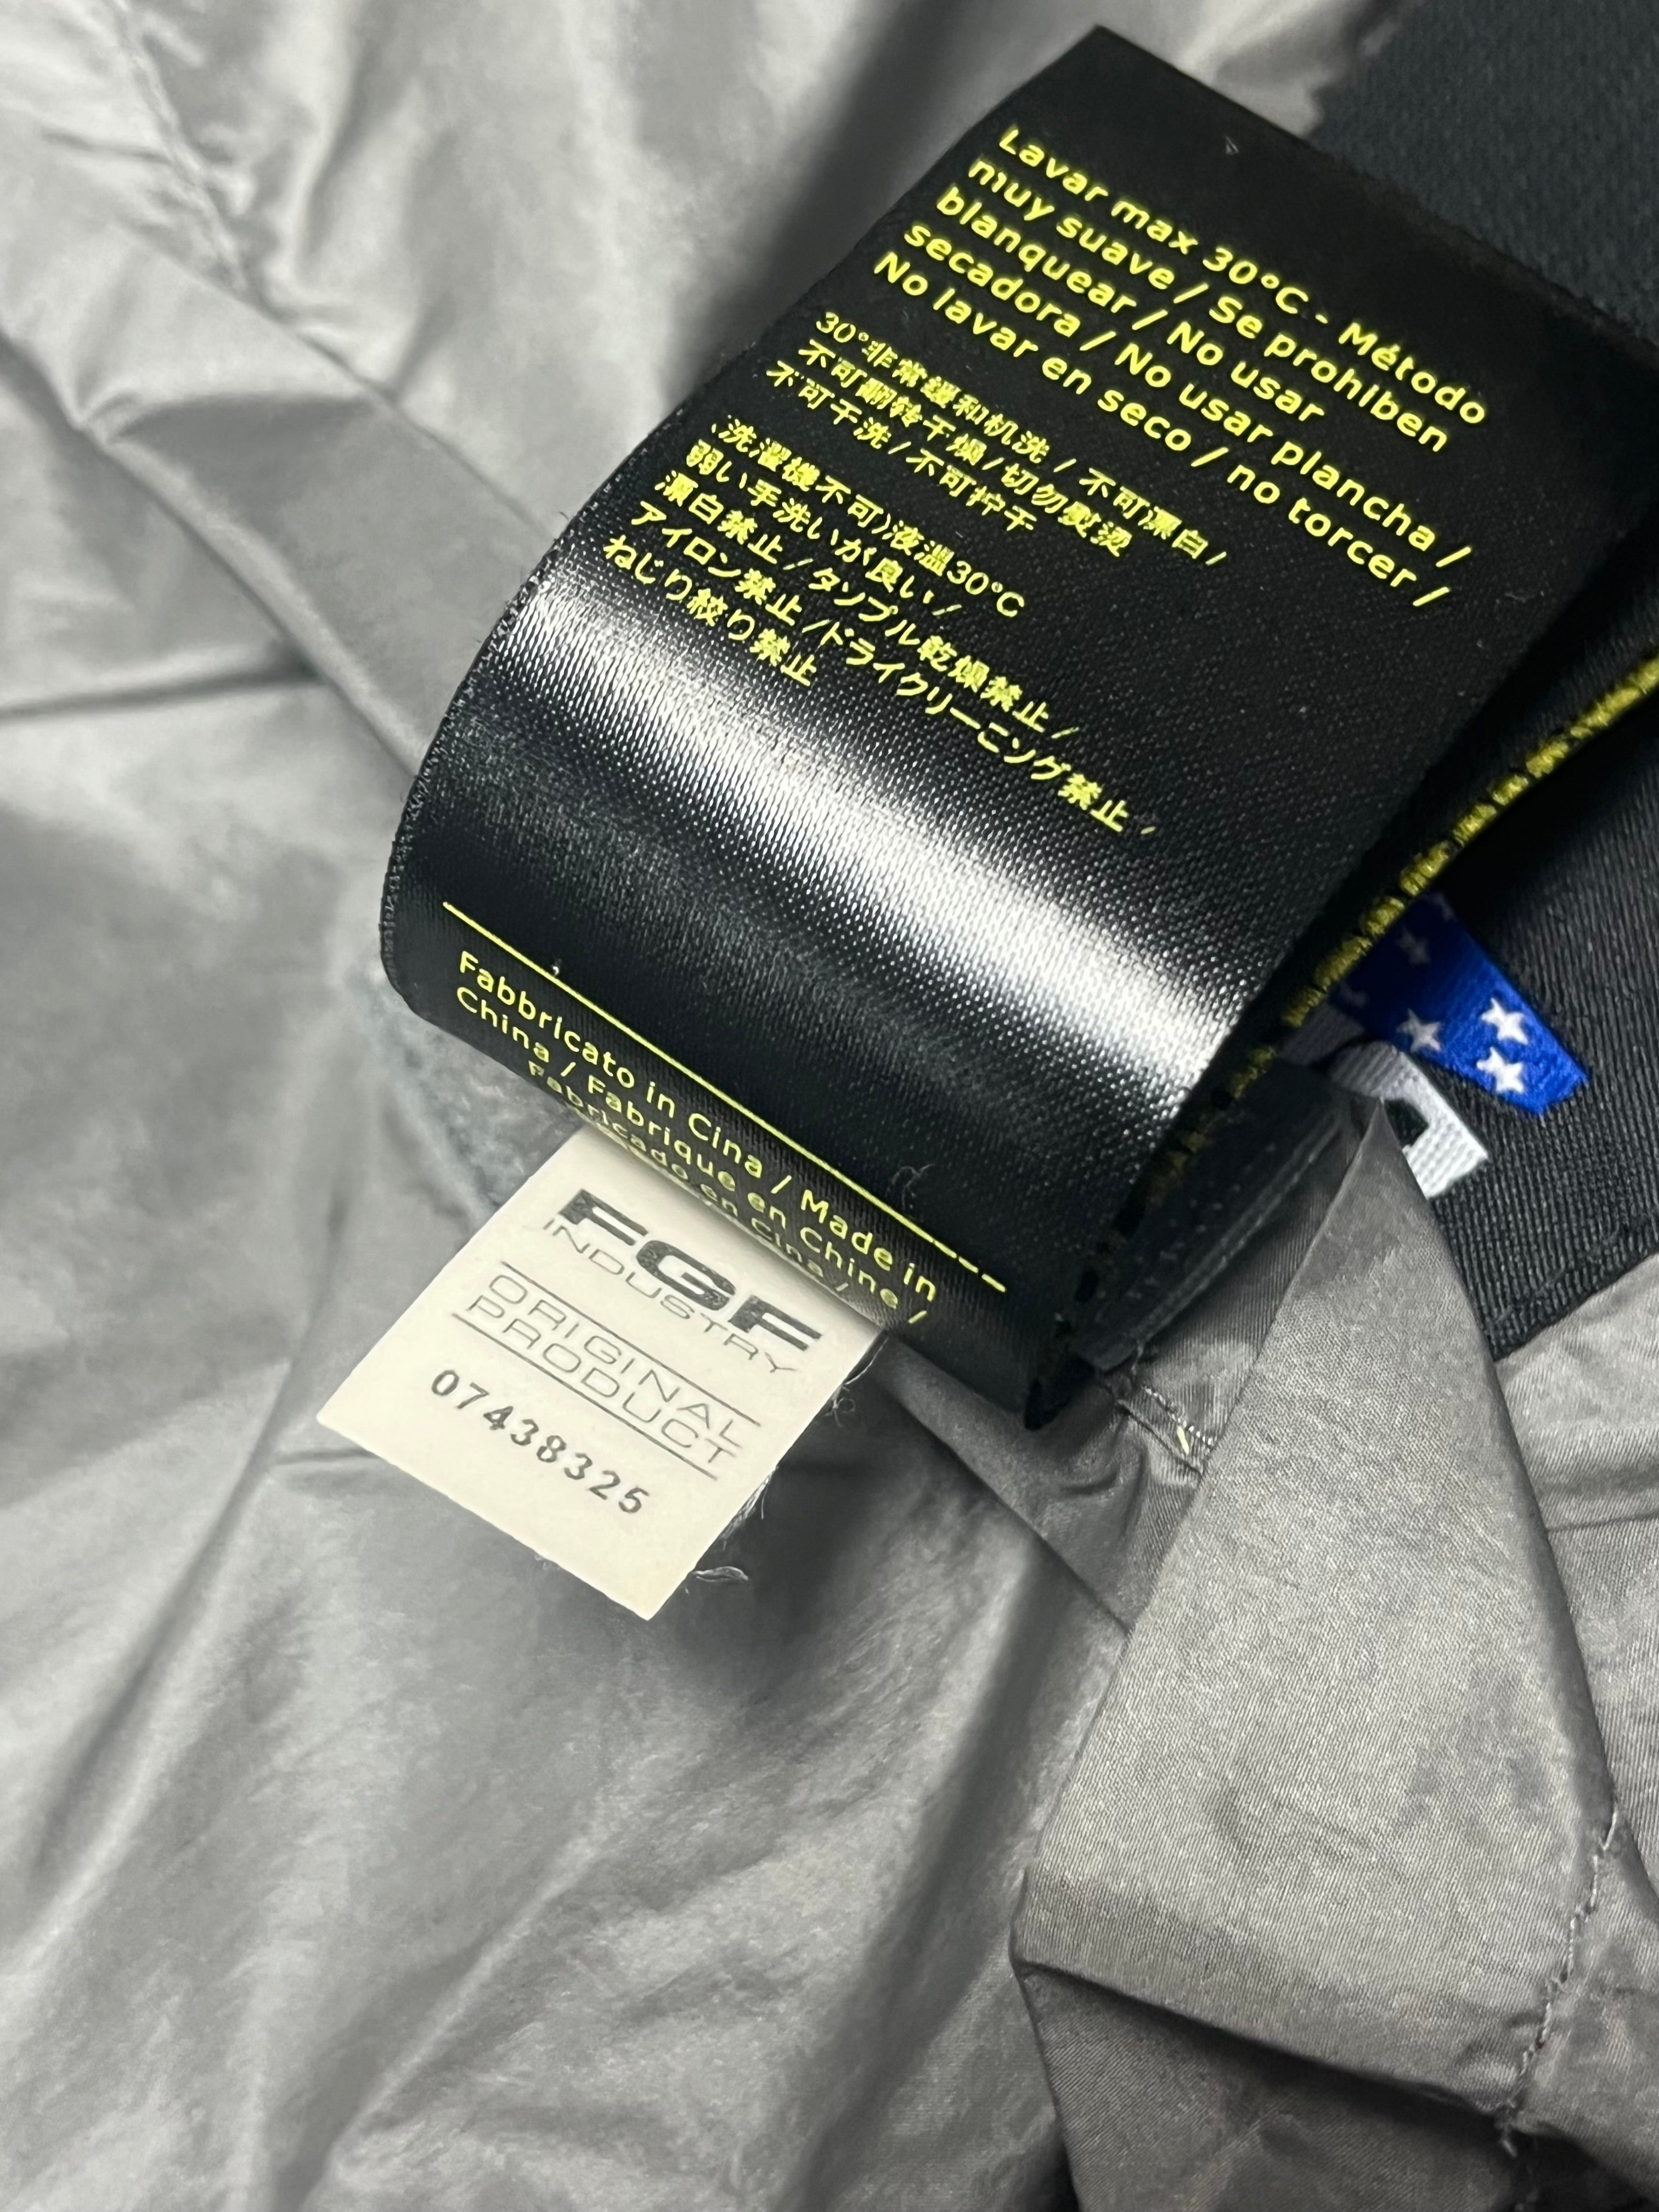 Lavar max 30°C - Método
muy suave / Se prohiben
blanquear / No usar
secadora / No usar plancha /
No lavar en seco / no torcer /
30°非常緩和机洗 / 不可漂白 /
不可翻转干燥/切勿熨烫
不可干洗/不可拧干
洗濯機不可)液温30°C
弱い手洗いが良い/
漂白禁止/タンブル乾燥禁止/
アイロン禁止/ドライクリーニング禁止/
ねじり絞り禁止
Fabbricato in Cina / Made in
China / Fabrique en Chine /
Fabricado en Cina /
FGF
INDUSTRY
ORIGINAL
PRODUCT
07438325